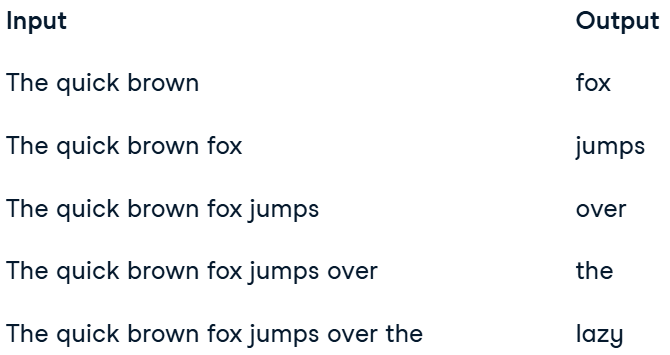 Input Output
The quick brown fox
The quick brown fox jumps
The quick brown fox jumps over
The quick brown fox jumps over the
The quick brown fox jumps over the lazy